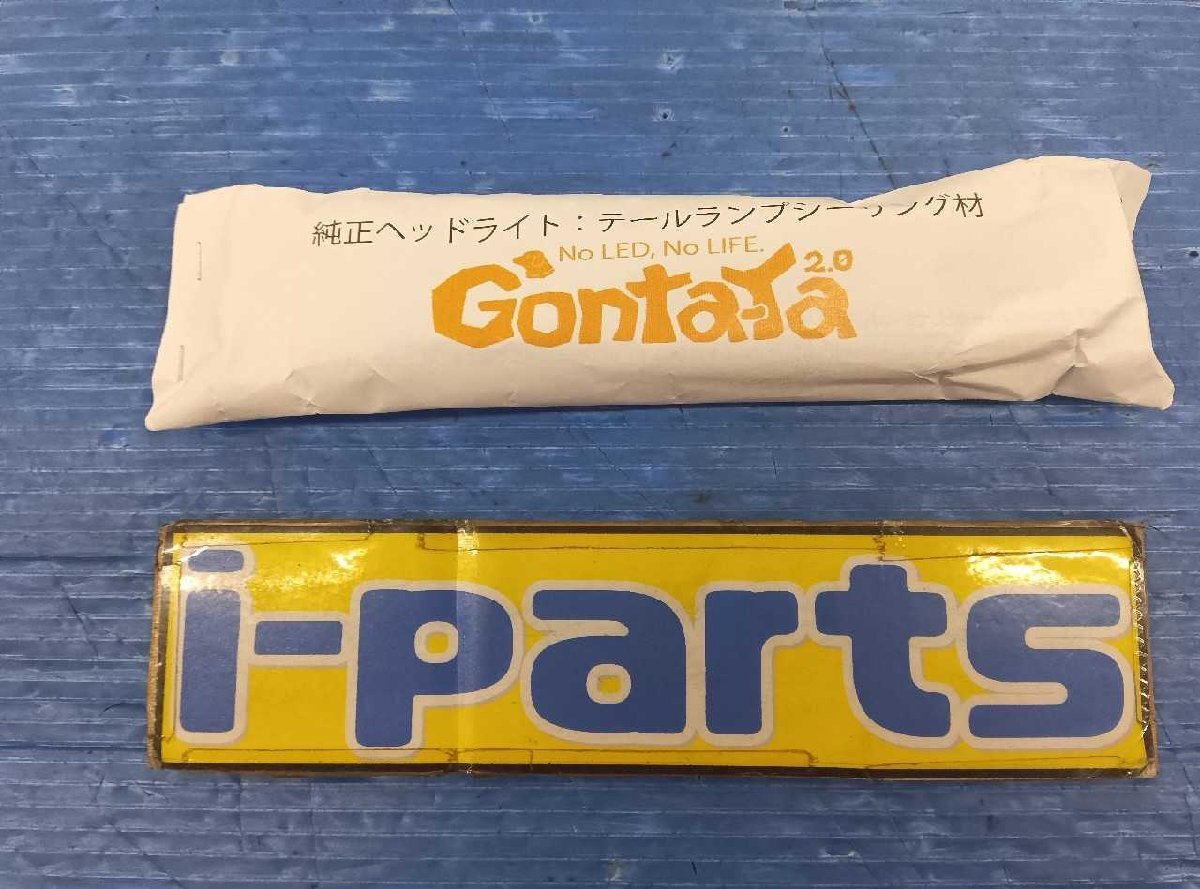 純正ヘッドライト：テールランプシーリング材
No LED, No LIFE.
GontaYa 2.0
i-parts